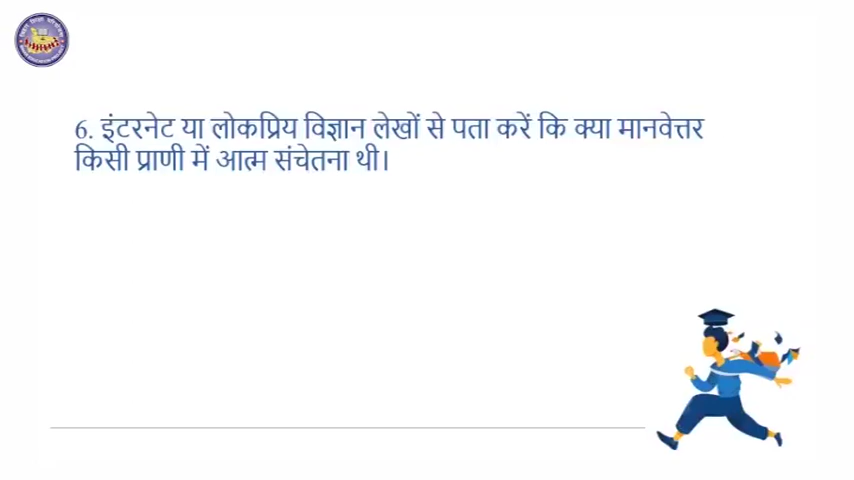 6. इंटरनेट या लोकप्रिय विज्ञान लेखों से पता करें कि क्या मानवेत्तर
किसी प्राणी में आत्म संचेतना थी।